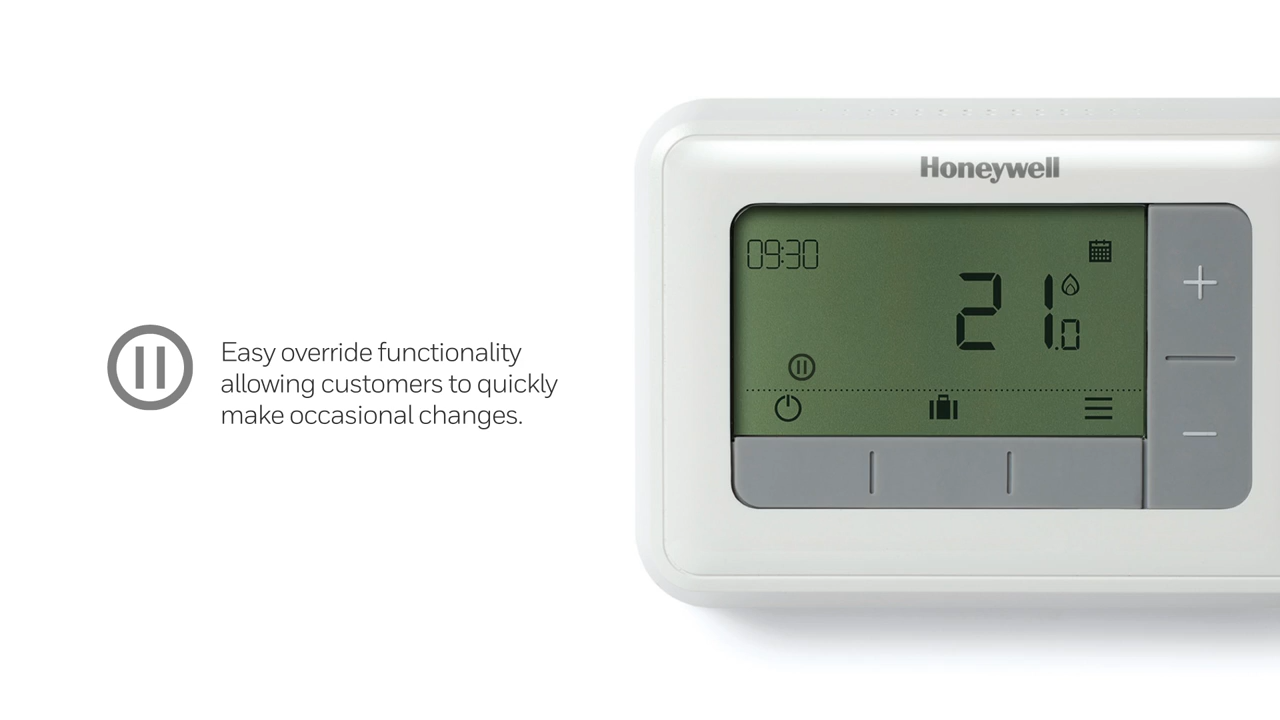 Honeywell
09:30
21.0
Easy override functionality
allowing customers to quickly
make occasional changes.